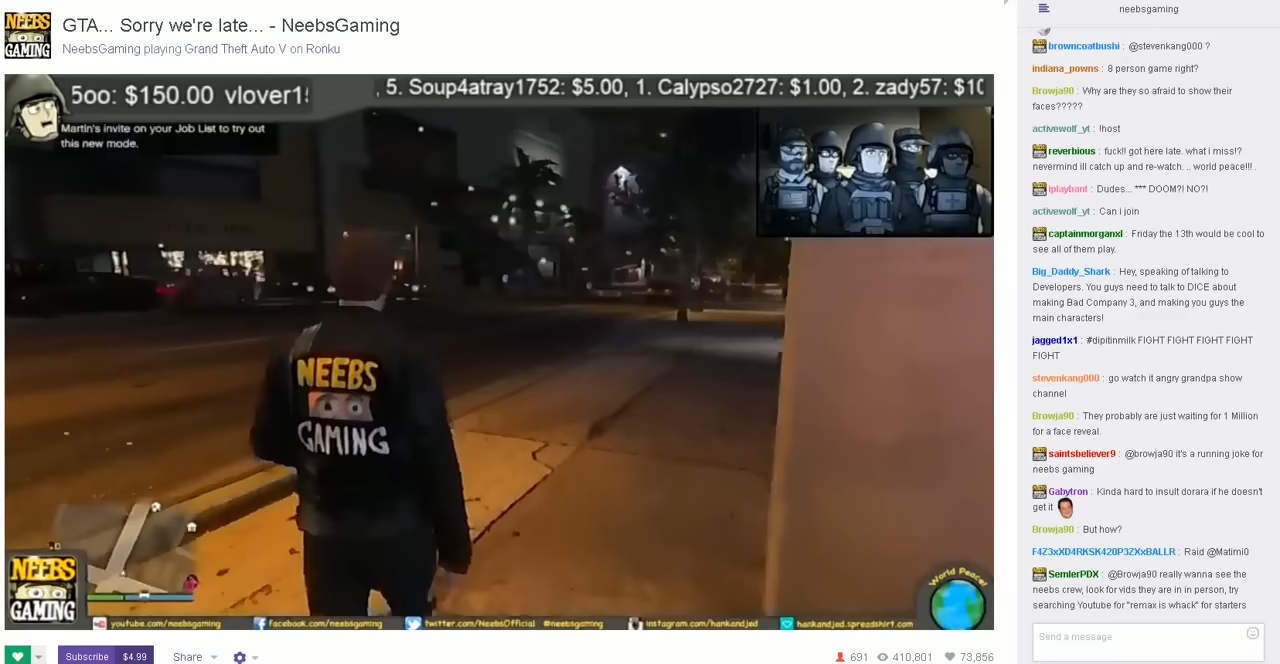 GTA... Sorry we're late... - NeebsGaming
NeebsGaming playing Grand Theft Auto V on Ronku
NEEBS
GAMING
5oo: $150.00 vlover1
, 5. Soup4atray1752: $5.00, 1. Calypso2727: $1.00, 2. zady57: $10
Martin's invite on your Job List to try out
this new mode.
NEEBS
GAMING
NEEBS
GAMING
World Peace!
youtube.com/neebsgaming
facebook.com/neebsgaming
twitter.com/NeebsOfficial #neebsgaming
instagram.com/hankandjed
hankandjed.spreadshirt.com
Subscribe $4.99
Share
691 410,801 73,856
neebsgaming
browncoatbushi : @stevenkang000 ?
indiana_powns : 8 person game right?
Browja90 : Why are they so afraid to show their
faces?????
activewolf_yt : !host
reverbious : fuck!! got here late. what i miss!?
nevermind ill catch up and re-watch. .. world peace!!! .
iplaybant : Dudes... *** DOOM?! NO?!
activewolf_yt : Can i join
captainmorganxl : Friday the 13th would be cool to
see all of them play.
Big_Daddy_Shark : Hey, speaking of talking to
Developers. You guys need to talk to DICE about
making Bad Company 3, and making you guys the
main characters!
jagged1x1 : #dipitinmilk FIGHT FIGHT FIGHT FIGHT
FIGHT
stevenkang000 : go watch it angry grandpa show
channel
Browja90 : They probably are just waiting for 1 Million
for a face reveal.
saintsbeliever9 : @browja90 it's a running joke for
neebs gaming
Gabytron : Kinda hard to insult dorara if he doesn't
get it
Browja90 : But how?
F4Z3xXD4RKSK420P3ZXxBALLR : Raid @Matimi0
SemlerPDX : @Browja90 really wanna see the
neebs crew, look for vids they are in in person, try
searching Youtube for "remax is whack" for starters
Send a message